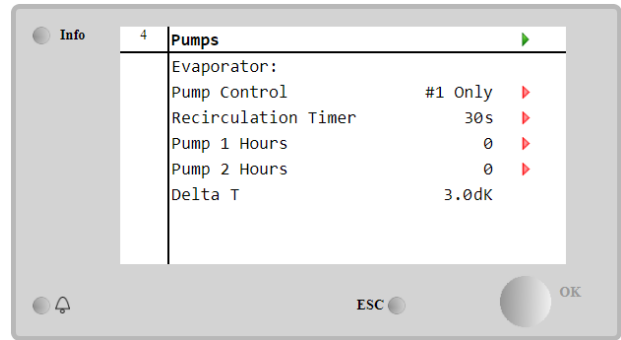 Info
4 Pumps
Evaporator:
Pump Control #1 Only
Recirculation Timer 30s
Pump 1 Hours 0
Pump 2 Hours 0
Delta T 3.0dK
ESC
OK